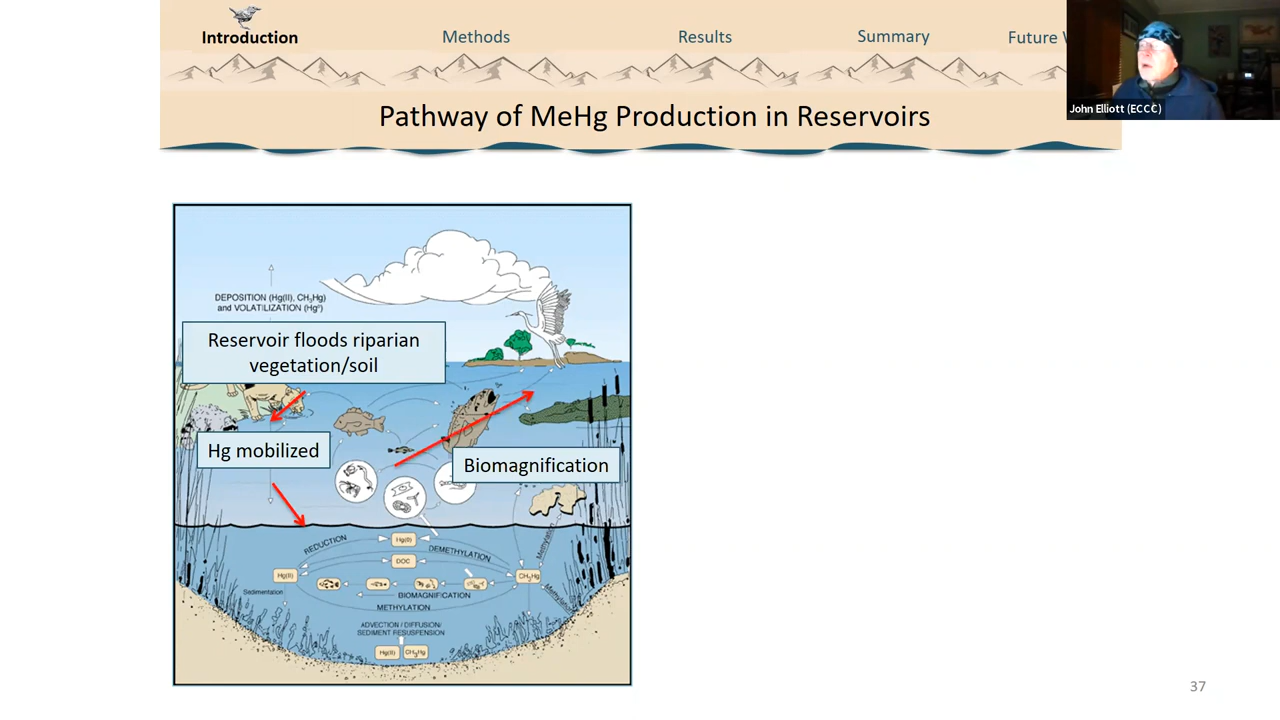 Introduction
Methods
Results
Summary
Future
John Elliott (ECCC)
Pathway of MeHg Production in Reservoirs
DEPOSITION (Hg(II), CH₃Hg)
and VOLATILIZATION (Hg⁰)
Reservoir floods riparian
vegetation/soil
Hg mobilized
Biomagnification
REDUCTION
Hg(0)
DEMETHYLATION
Methylation
DOC
Hg(II)
CH₃Hg
Sedimentation
BIOMAGNIFICATION
METHYLATION
ADVECTION / DIFFUSION/
SEDIMENT RESUSPENSION
Hg(II) CH₃Hg
37